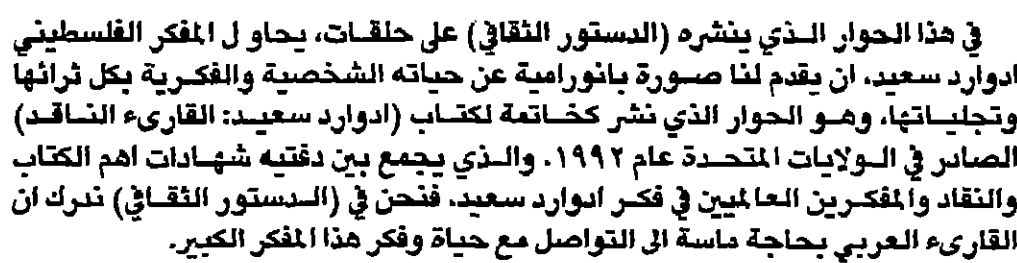 في هذا الحوار الذي ينشره (الدستور الثقافي) على حلقات، يحاو ل المفكر الفلسطيني
ادوارد سعيد، ان يقدم لنا صورة بانورامية عن حياته الشخصية والفكرية بكل ثرائها
وتجلياتها، وهو الحوار الذي نشر كخاتمة لكتاب (ادوارد سعيد: القارىء الناقد)
الصادر في الولايات المتحدة عام ١٩٩٢. والذي يجمع بين دفتيه شهادات اهم الكتاب
والنقاد والمفكرين العالميين في فكر ادوارد سعيد، فنحن في (الدستور الثقافي) ندرك ان
القارىء العربي بحاجة ماسة الى التواصل مع حياة وفكر هذا المفكر الكبير.